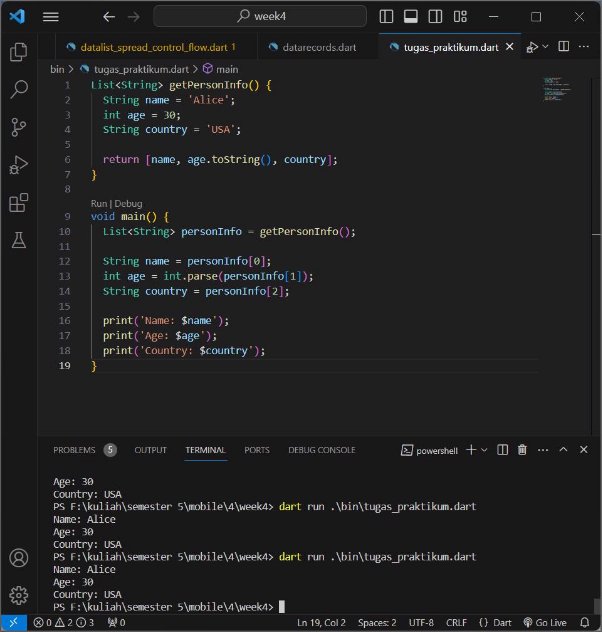 week4
datalist_spread_control_flow.dart 1
datarecords.dart
tugas_praktikum.dart
bin > tugas_praktikum.dart > main
1 List<String> getPersonInfo() {
2 String name = 'Alice';
3 int age = 30;
4 String country = 'USA';
5
6 return [name, age.toString(), country];
7 }
8
Run | Debug
9 void main() {
10 List<String> personInfo = getPersonInfo();
11
12 String name = personInfo[0];
13 int age = int.parse(personInfo[1]);
14 String country = personInfo[2];
15
16 print('Name: $name');
17 print('Age: $age');
18 print('Country: $country');
19 }
PROBLEMS 5 OUTPUT TERMINAL PORTS DEBUG CONSOLE powershell
Age: 30
Country: USA
PS F:\kuliah\semester 5\mobile\4\week4> dart run .\bin\tugas_praktikum.dart
Name: Alice
Age: 30
Country: USA
PS F:\kuliah\semester 5\mobile\4\week4> dart run .\bin\tugas_praktikum.dart
Name: Alice
Age: 30
Country: USA
PS F:\kuliah\semester 5\mobile\4\week4>
0 2 3 0 Ln 19, Col 2 Spaces: 2 UTF-8 CRLF {} Dart Go Live